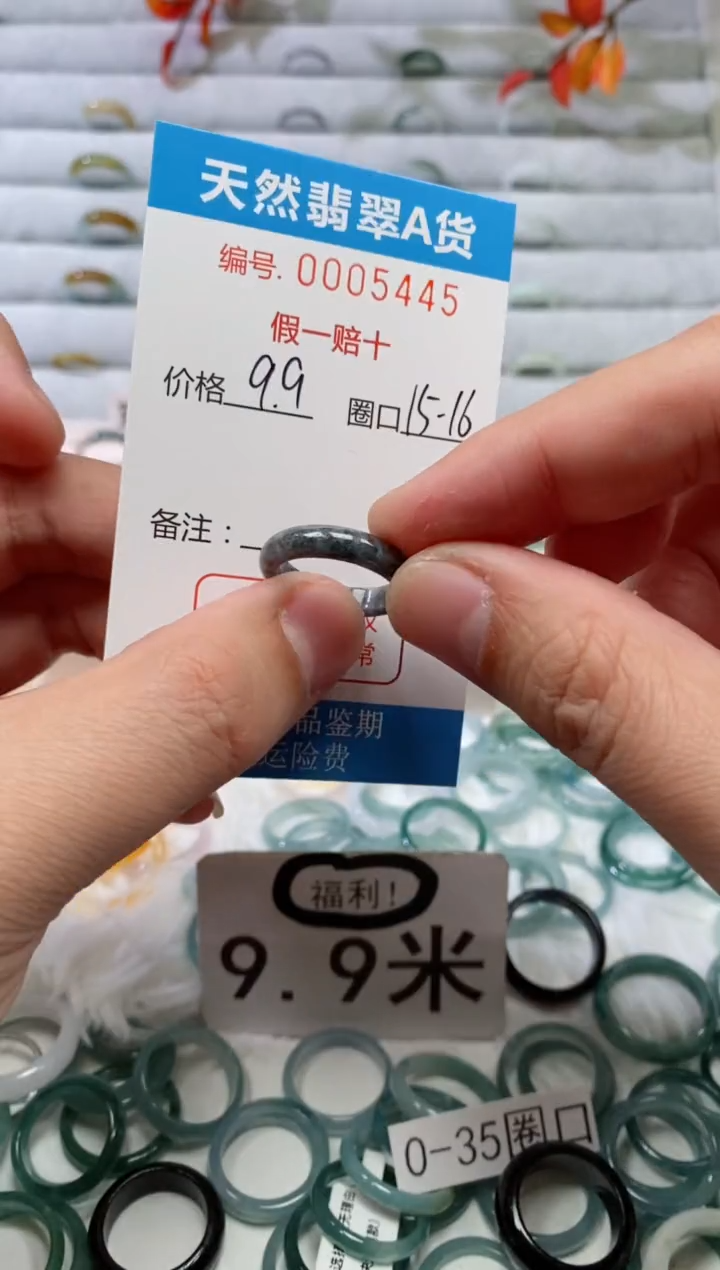 天然翡翠A货
编号. 0005445
假一赔十
价格 9.9 圈口 15-16
备注：
常
品鉴期
运险费
福利！
9.9米
0-35圈口